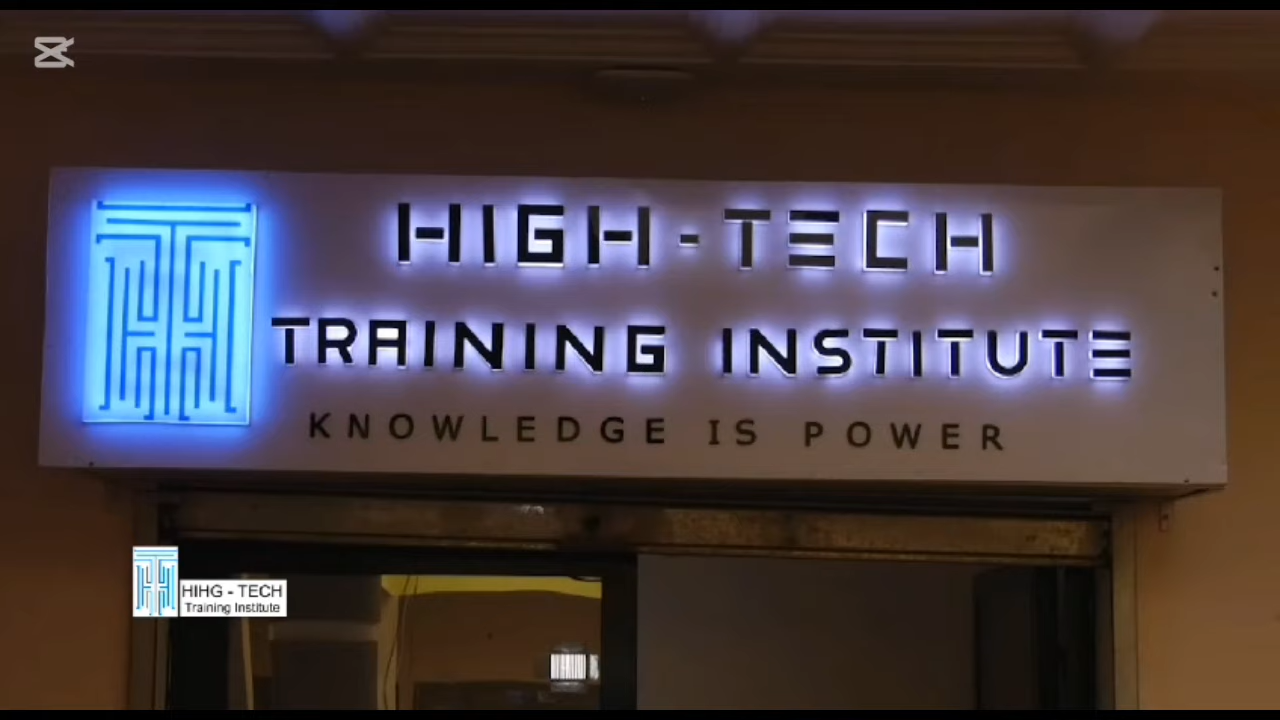 HIGH-TECH
TRAINING INSTITUTE
KNOWLEDGE IS POWER
HIHG - TECH
Training Institute